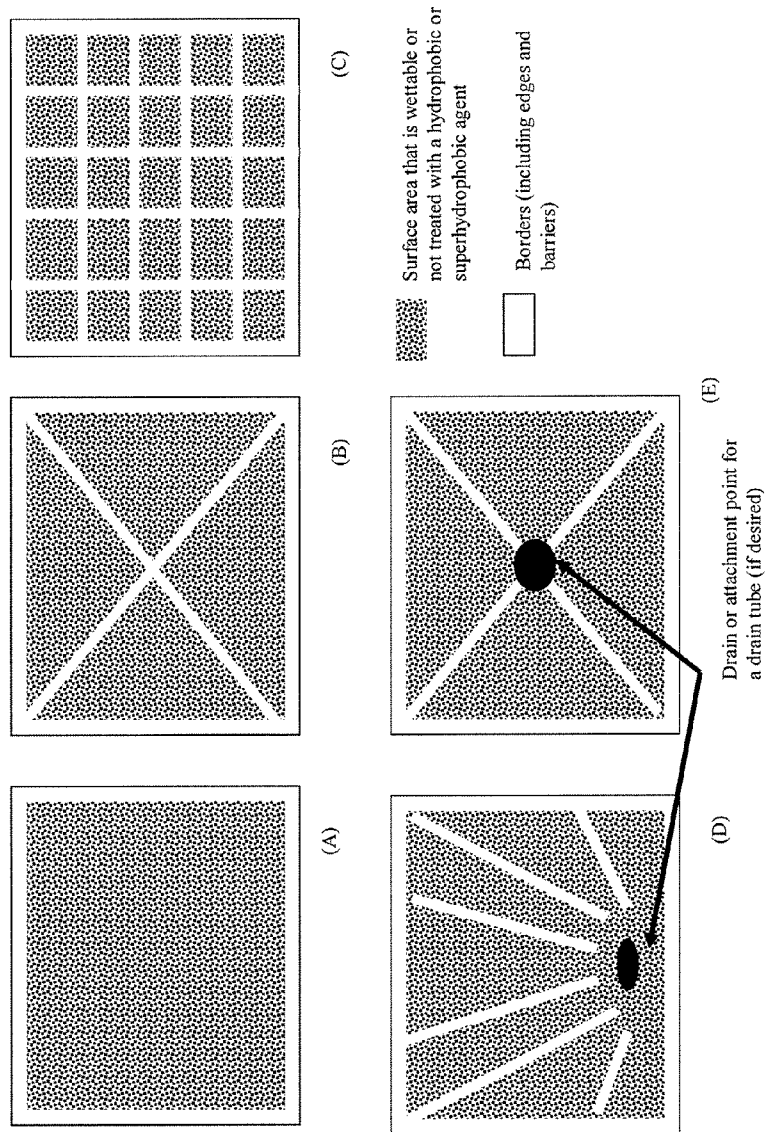 (A)
(B)
(C)
(D)
(E)
Surface area that is wettable or
not treated with a hydrophobic or
superhydrophobic agent
Borders (including edges and
barriers)
Drain or attachment point for
a drain tube (if desired)